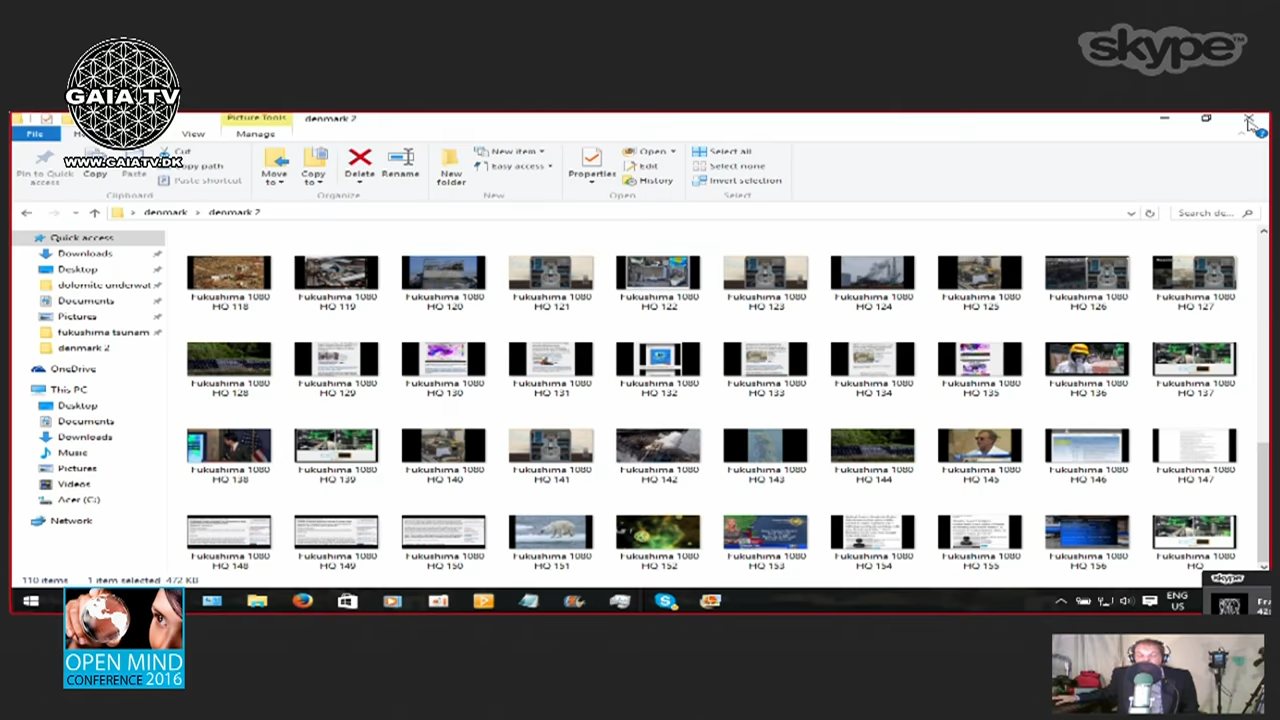 skype™
GAIA TV
WWW.GAIATV.DK
Picture Tools denmark 2
File View Manage
Pin to Quick access Copy Paste Cut Copy path Paste shortcut
Move to Copy to Delete Rename New folder New item Easy access Properties Open Edit History Select all Select none Invert selection
Clipboard Organize New Open Select
denmark > denmark 2 Search de...
Quick access
Downloads
Desktop
dolomite underwat
Documents
Pictures
fukushima tsunam
denmark 2
OneDrive
This PC
Desktop
Documents
Downloads
Music
Pictures
Videos
Acer (C:)
Network
Fukushima 1080 HQ 118
Fukushima 1080 HQ 119
Fukushima 1080 HQ 120
Fukushima 1080 HQ 121
Fukushima 1080 HQ 122
Fukushima 1080 HQ 123
Fukushima 1080 HQ 124
Fukushima 1080 HQ 125
Fukushima 1080 HQ 126
Fukushima 1080 HQ 127
Fukushima 1080 HQ 128
Fukushima 1080 HQ 129
Fukushima 1080 HQ 130
Fukushima 1080 HQ 131
Fukushima 1080 HQ 132
Fukushima 1080 HQ 133
Fukushima 1080 HQ 134
Fukushima 1080 HQ 135
Fukushima 1080 HQ 136
Fukushima 1080 HQ 137
Fukushima 1080 HQ 138
Fukushima 1080 HQ 139
Fukushima 1080 HQ 140
Fukushima 1080 HQ 141
Fukushima 1080 HQ 142
Fukushima 1080 HQ 143
Fukushima 1080 HQ 144
Fukushima 1080 HQ 145
Fukushima 1080 HQ 146
Fukushima 1080 HQ 147
Fukushima 1080 HQ 148
Fukushima 1080 HQ 149
Fukushima 1080 HQ 150
Fukushima 1080 HQ 151
Fukushima 1080 HQ 152
Fukushima 1080 HQ 153
Fukushima 1080 HQ 154
Fukushima 1080 HQ 155
Fukushima 1080 HQ 156
Fukushima 1080 HQ
110 items 1 item selected 472 KB
skype
ENG
US
OPEN MIND
CONFERENCE 2016